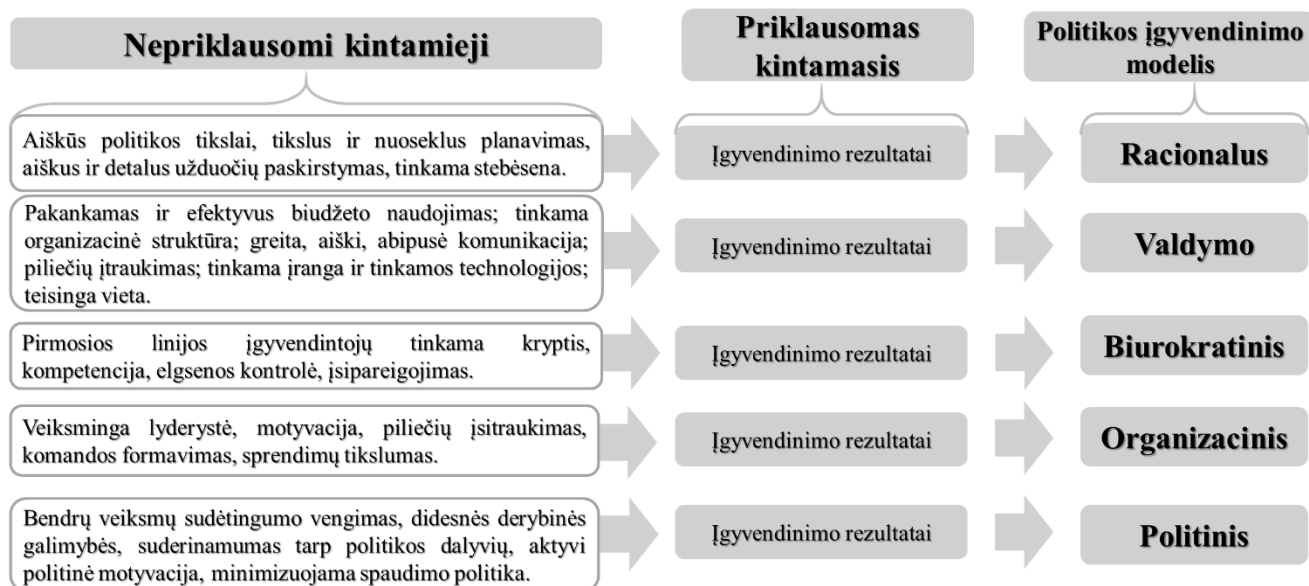 Nepriklausomi kintamieji
Priklausomas
kintamasis
Politikos įgyvendinimo
modelis
Aiškūs politikos tikslai, tikslus ir nuoseklus planavimas,
aiškus ir detalus užduočių paskirstymas, tinkama stebėsena.
Įgyvendinimo rezultatai
Racionalus
Pakankamas ir efektyvus biudžeto naudojimas; tinkama
organizacinė struktūra; greita, aiški, abipusė komunikacija;
piliečių įtraukimas; tinkama įranga ir tinkamos technologijos;
teisinga vieta.
Įgyvendinimo rezultatai
Valdymo
Pirmosios linijos įgyvendintojų tinkama kryptis,
kompetencija, elgsenos kontrolė, įsipareigojimas.
Įgyvendinimo rezultatai
Biurokratinis
Veiksminga lyderystė, motyvacija, piliečių įsitraukimas,
komandos formavimas, sprendimų tikslumas.
Įgyvendinimo rezultatai
Organizacinis
Bendrų veiksmų sudėtingumo vengimas, didesnės derybinės
galimybės, suderinamumas tarp politikos dalyvių, aktyvi
politinė motyvacija, minimizuojama spaudimo politika.
Įgyvendinimo rezultatai
Politinis